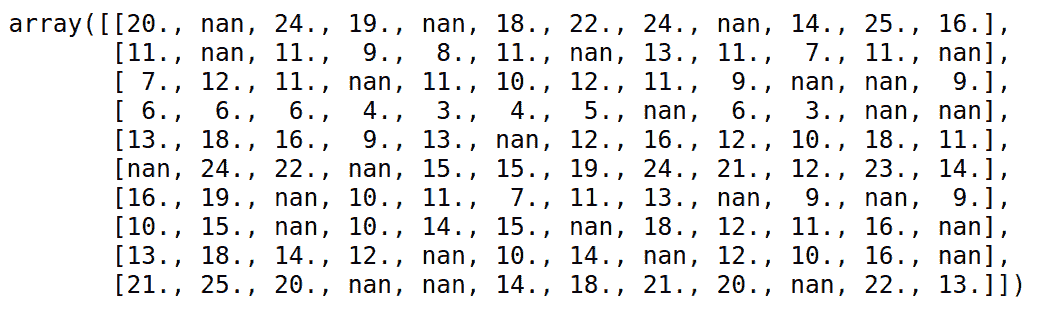 array([[20., nan, 24., 19., nan, 18., 22., 24., nan, 14., 25., 16.],
       [11., nan, 11.,  9.,  8., 11., nan, 13., 11.,  7., 11., nan],
       [ 7., 12., 11., nan, 11., 10., 12., 11.,  9., nan, nan,  9.],
       [ 6.,  6.,  6.,  4.,  3.,  4.,  5., nan,  6.,  3., nan, nan],
       [13., 18., 16.,  9., 13., nan, 12., 16., 12., 10., 18., 11.],
       [nan, 24., 22., nan, 15., 15., 19., 24., 21., 12., 23., 14.],
       [16., 19., nan, 10., 11.,  7., 11., 13., nan,  9., nan,  9.],
       [10., 15., nan, 10., 14., 15., nan, 18., 12., 11., 16., nan],
       [13., 18., 14., 12., nan, 10., 14., nan, 12., 10., 16., nan],
       [21., 25., 20., nan, nan, 14., 18., 21., 20., nan, 22., 13.]])